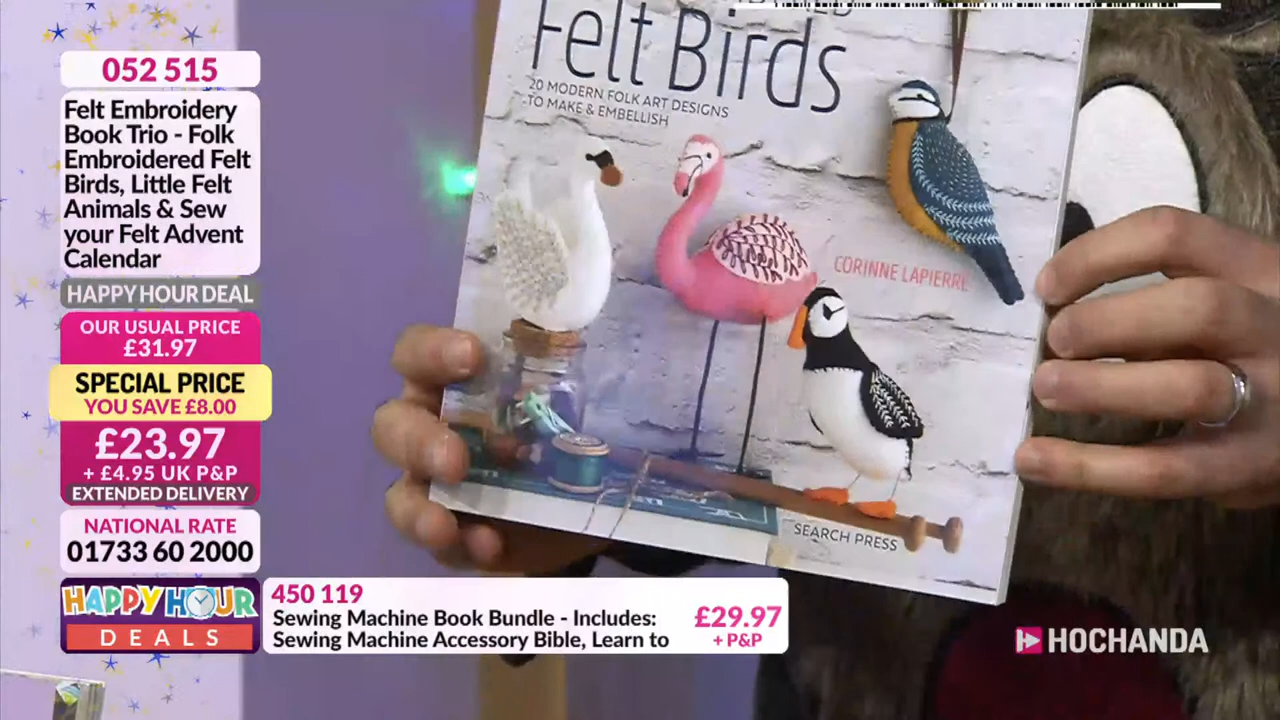 052 515
Felt Embroidery
Book Trio - Folk
Embroidered Felt
Birds, Little Felt
Animals & Sew
your Felt Advent
Calendar
HAPPY HOUR DEAL
OUR USUAL PRICE
£31.97
SPECIAL PRICE
YOU SAVE £8.00
£23.97
+ £4.95 UK P&P
EXTENDED DELIVERY
NATIONAL RATE
01733 60 2000
HAPPY HOUR
DEALS
450 119
Sewing Machine Book Bundle - Includes:
Sewing Machine Accessory Bible, Learn to
£29.97
+ P&P
Felt Birds
20 MODERN FOLK ART DESIGNS
TO MAKE & EMBELLISH
CORINNE LAPIERRE
SEARCH PRESS
HOCHANDA